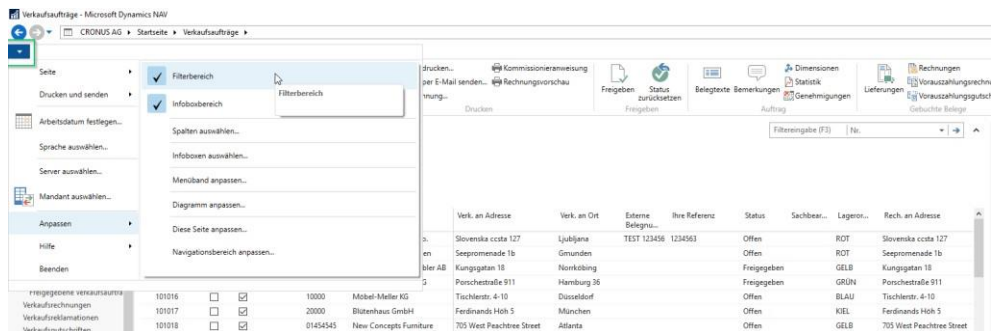 Verkaufsaufträge - Microsoft Dynamics NAV
CRONUS AG Startseite Verkaufsaufträge
Seite
Drucken und senden
Arbeitsdatum festlegen...
Sprache auswählen...
Server auswählen...
Mandant auswählen...
Anpassen
Hilfe
Beenden
Filterbereich
Filterbereich
Infoboxbereich
Spalten auswählen...
Infoboxen auswählen...
Menüband anpassen...
Diagramm anpassen...
Diese Seite anpassen...
Navigationsbereich anpassen...
drucken... Kommissionieranweisung
per E-Mail senden... Rechnungsvorschau
Drucken
Freigeben Status zurücksetzen
Freigeben
Belegtexte Bemerkungen
Dimensionen
Statistik
Genehmigungen
Auftrag
Lieferungen
Rechnungen
Vorauszahlungsrechnu
Vorauszahlungsgutsch
Gebuchte Belege
Filtereingabe (F3) Nr.
Verk. an Adresse Verk. an Ort Externe Belegnu... Ihre Referenz Status Sachbear... Lageror... Rech. an Adresse
Slovenska ccsta 127 Ljubljana TEST 123456 1234563 Offen ROT Slovenska ccsta 127
en Seepromenade 1b Gmunden Offen ROT Seepromenade 1b
bler AB Kungsgatan 18 Norrköbing Freigegeben GELB Kungsgatan 18
Porschestraße 911 Hamburg 36 Freigegeben GRÜN Porschestraße 911
101016 10000 Möbel-Meller KG Tischlerstr. 4-10 Düsseldorf Offen BLAU Tischlerstr. 4-10
Verkaufsrechnungen
101017 20000 Blütenhaus GmbH Ferdinands Höh 5 München Offen KIEL Ferdinands Höh 5
Verkaufsreklamationen
101018 01454545 New Concepts Furniture 705 West Peachtree Street Atlanta Offen GELB 705 West Peachtree Street